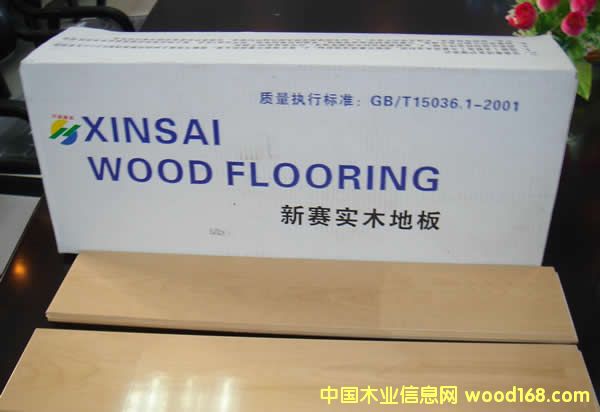 质量执行标准：GB/T15036.1-2001
XINSAI
WOOD FLOORING
新赛实木地板
中国木业信息网 wood168.com